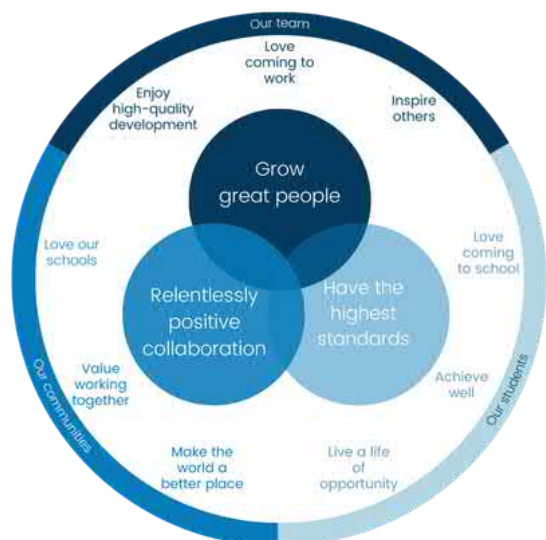 Our team
Love
coming to
work
Enjoy
high-quality
development
Inspire
others
Grow
great people
Love our
schools
Love
coming
to school
Relentlessly
positive
collaboration
Have the
highest
standards
Value
working
together
Achieve
well
Our communities
Our students
Make the
world a
better place
Live a life
of
opportunity